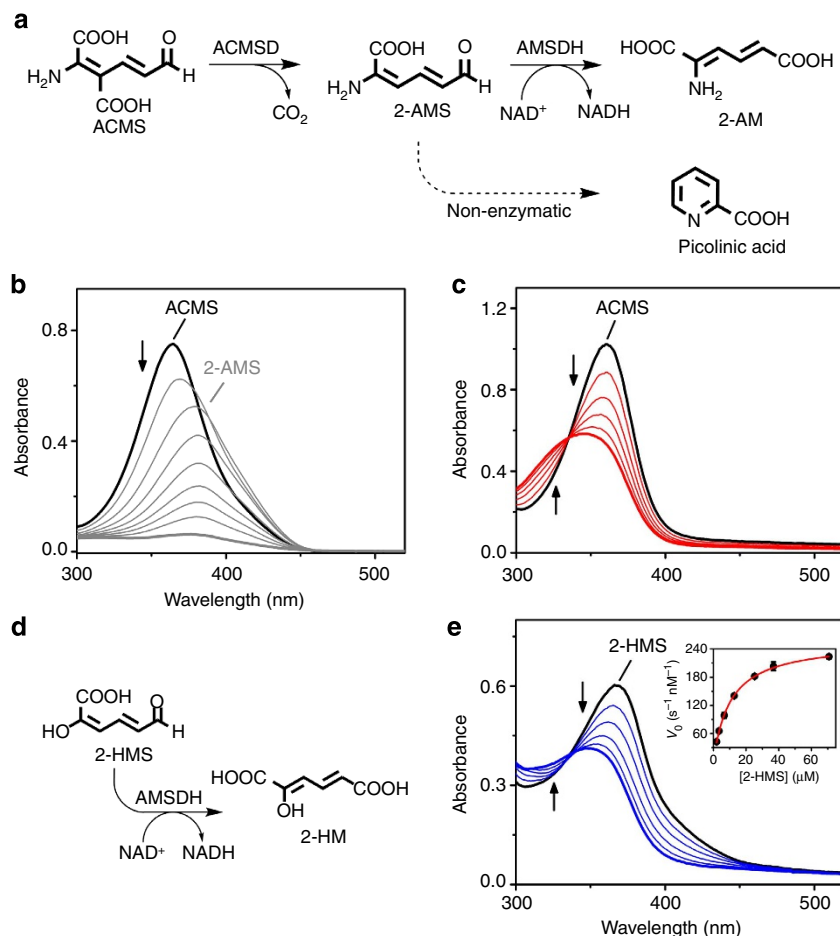 a
COOH
O
H₂N
H
COOH
ACMS
ACMSD
CO₂
COOH
O
H₂N
H
2-AMS
AMSDH
NAD⁺
NADH
HOOC
COOH
NH₂
2-AM
Non-enzymatic
N
COOH
Picolinic acid
b
ACMS
2-AMS
0.8
0.4
0.0
Absorbance
300
400
500
Wavelength (nm)
c
ACMS
1.2
0.8
0.4
0.0
Absorbance
300
400
500
d
COOH
O
HO
H
2-HMS
AMSDH
NAD⁺
NADH
HOOC
COOH
OH
2-HM
e
2-HMS
0.6
0.3
0.0
Absorbance
300
400
500
Wavelength (nm)
240
180
120
60
V₀ (s⁻¹ nM⁻¹)
0
20
40
60
[2-HMS] (μM)